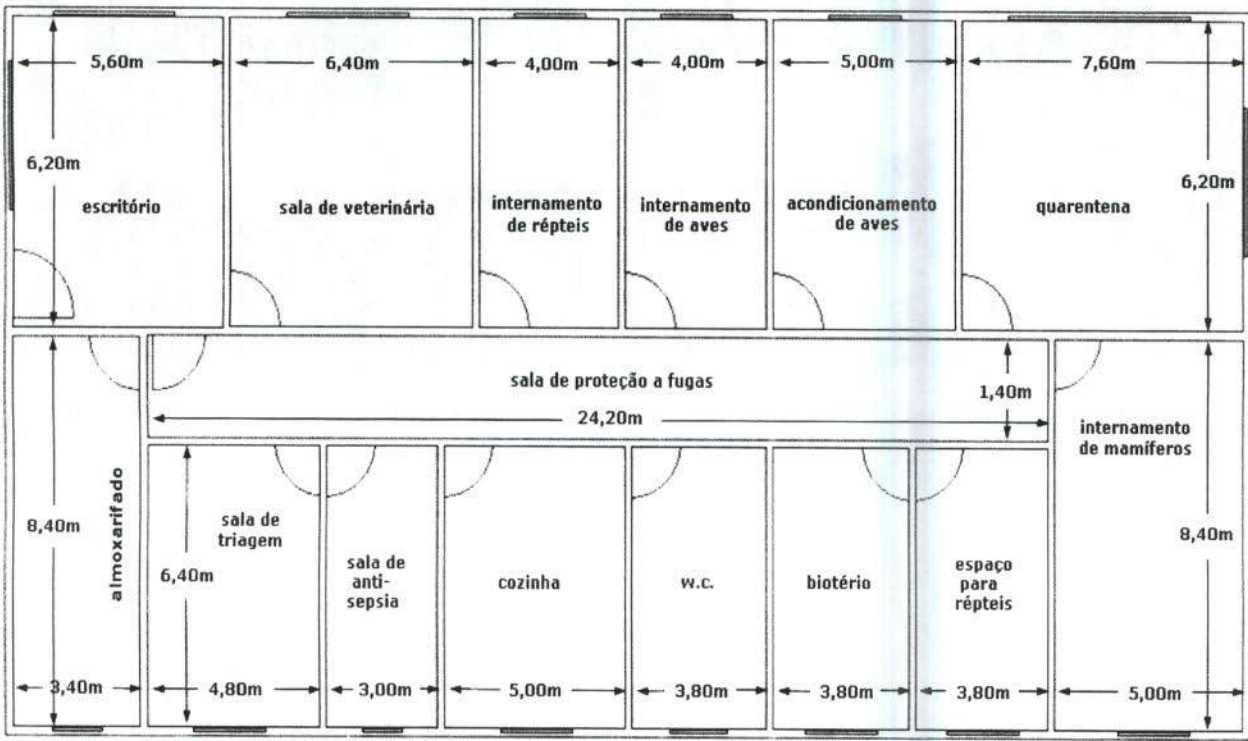 5,60m
6,40m
4,00m
4,00m
5,00m
7,60m
6,20m
6,20m
escritório
sala de veterinária
internamento
de répteis
internamento
de aves
acondicionamento
de aves
quarentena
sala de proteção a fugas
1,40m
24,20m
internamento
de mamíferos
almoxarifado
8,40m
sala de
triagem
6,40m
sala de
anti-
sepsia
cozinha
w.c.
biotério
espaço
para
répteis
8,40m
3,40m
4,80m
3,00m
5,00m
3,80m
3,80m
3,80m
5,00m